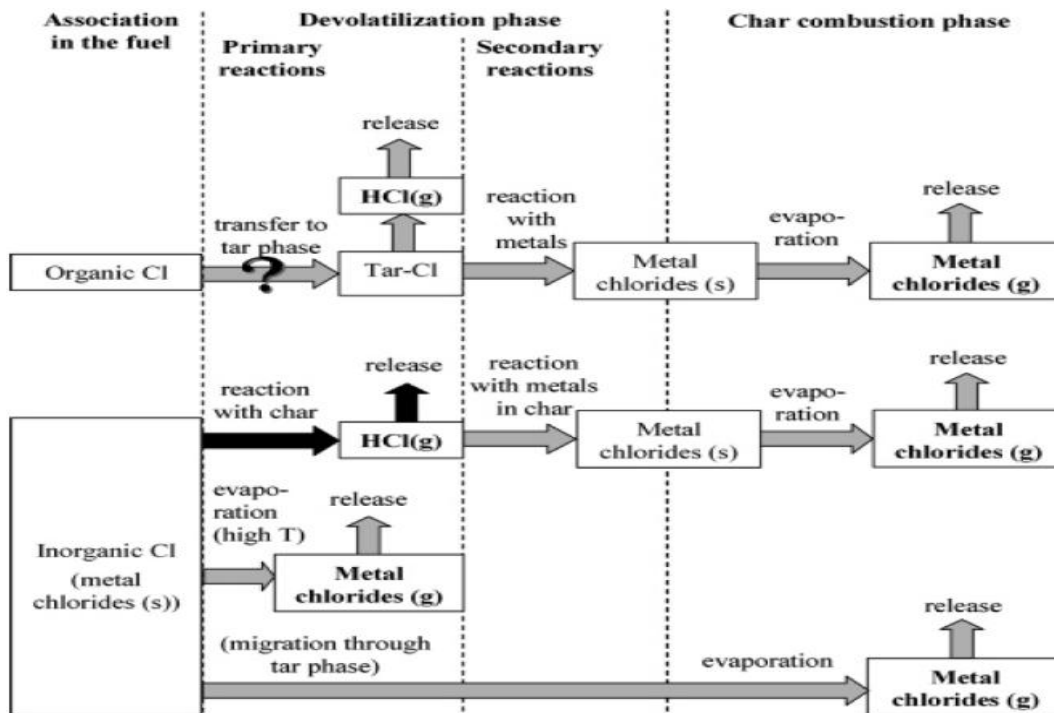 Association
in the fuel
Devolatilization phase
Char combustion phase
Primary
reactions
Secondary
reactions
release
HCl(g)
transfer to
tar phase
reaction
with
metals
evapo-
ration
release
Organic Cl
?
Tar-Cl
Metal
chlorides (s)
Metal
chlorides (g)
reaction
with char
release
HCl(g)
reaction
with metals
in char
Metal
chlorides (s)
evapo-
ration
release
Metal
chlorides (g)
Inorganic Cl
(metal
chlorides (s))
evapo-
ration
(high T)
release
Metal
chlorides (g)
(migration through
tar phase)
evaporation
release
Metal
chlorides (g)